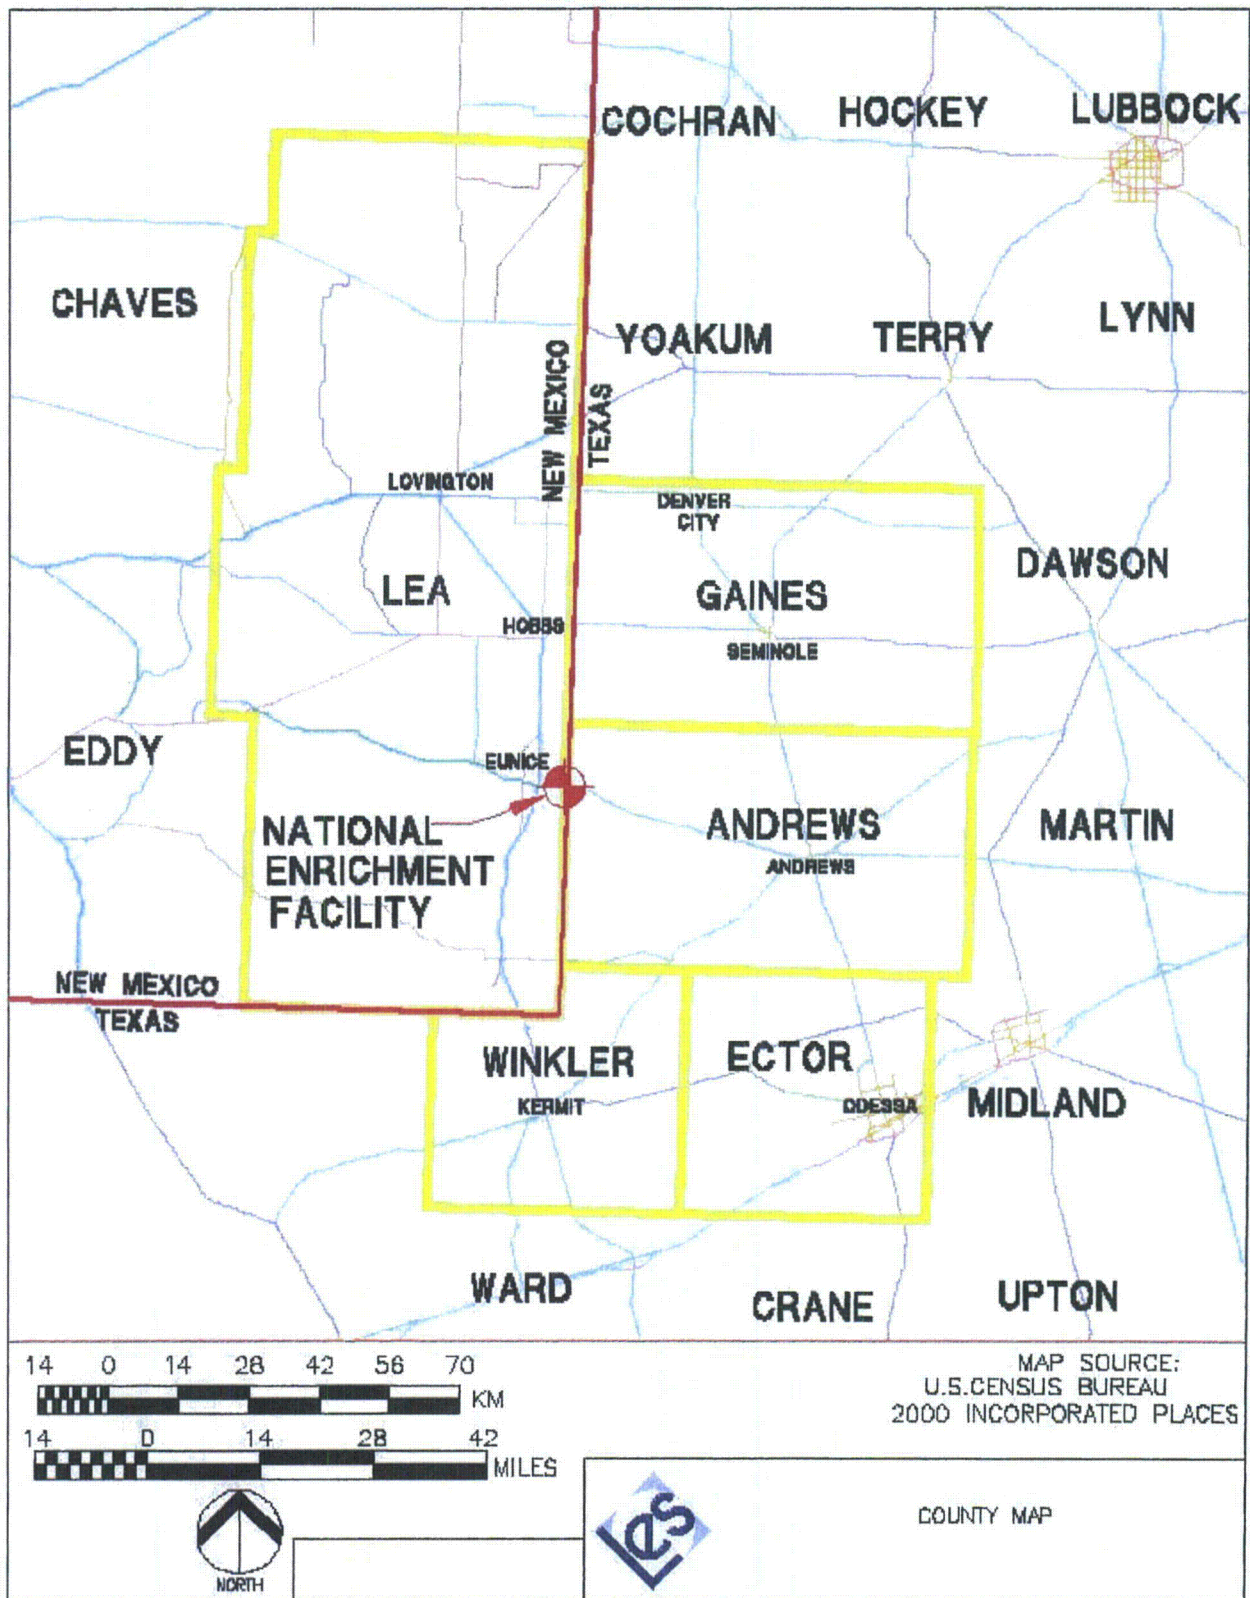 COCHRAN
HOCKEY
LUBBOCK
CHAVES
YOAKUM
TERRY
LYNN
NEW MEXICO
TEXAS
LOVINGTON
DENVER
CITY
DAWSON
LEA
GAINES
HOBBS
SEMINOLE
EDDY
EUNICE
NATIONAL
ENRICHMENT
FACILITY
ANDREWS
ANDREWS
MARTIN
NEW MEXICO
TEXAS
WINKLER
ECTOR
KERMIT
ODESSA
MIDLAND
WARD
CRANE
UPTON
14 0 14 28 42 56 70
KM
14 0 14 28 42
MILES
NORTH
MAP SOURCE:
U.S.CENSUS BUREAU
2000 INCORPORATED PLACES
Les
COUNTY MAP